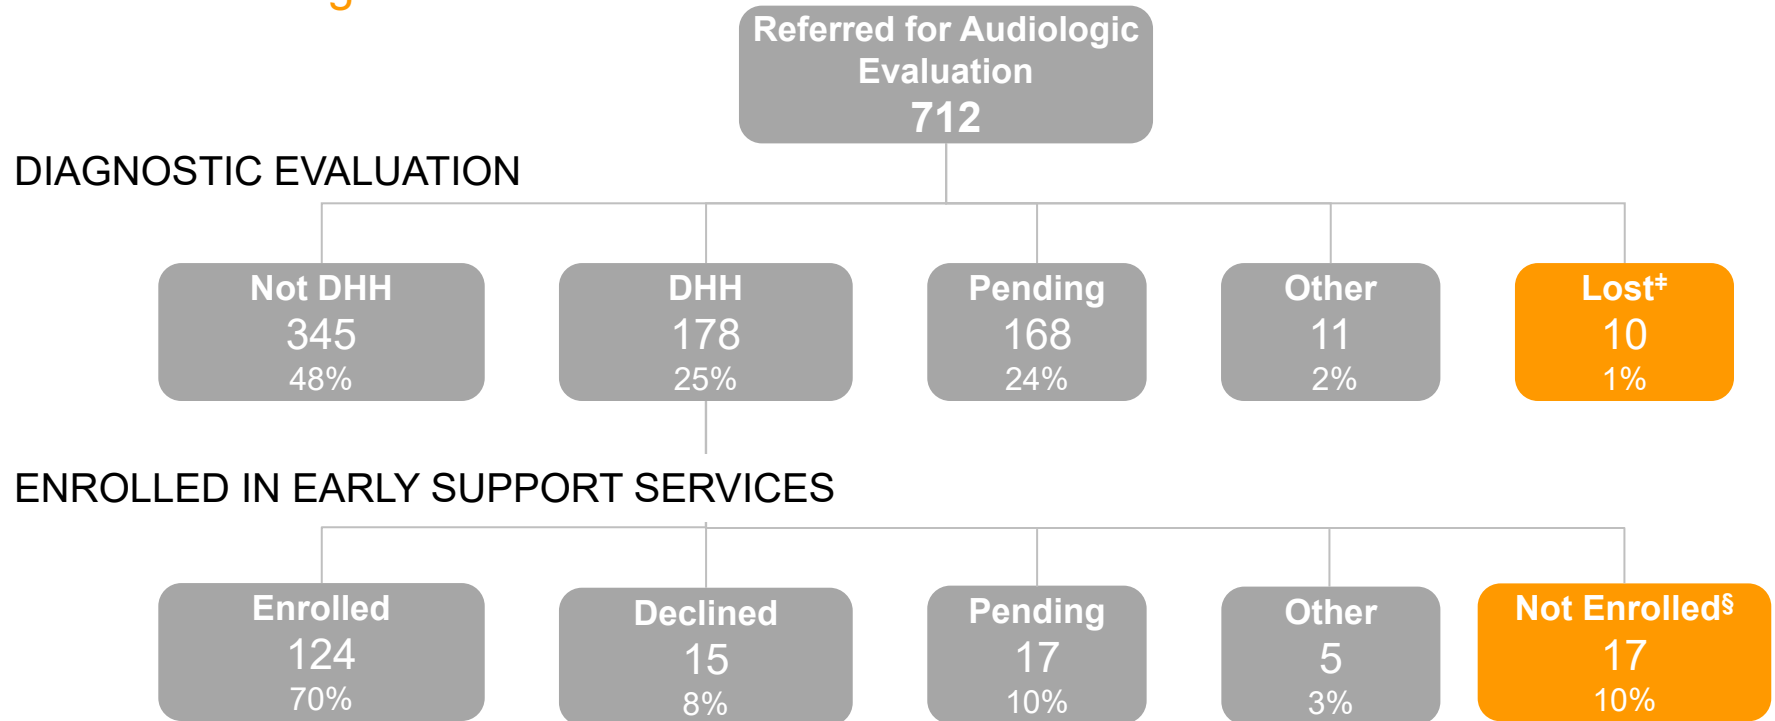 Referred for Audiologic
Evaluation
712
DIAGNOSTIC EVALUATION
Not DHH
345
48%
DHH
178
25%
Pending
168
24%
Other
11
2%
Lost‡
10
1%
ENROLLED IN EARLY SUPPORT SERVICES
Enrolled
124
70%
Declined
15
8%
Pending
17
10%
Other
5
3%
Not Enrolled§
17
10%